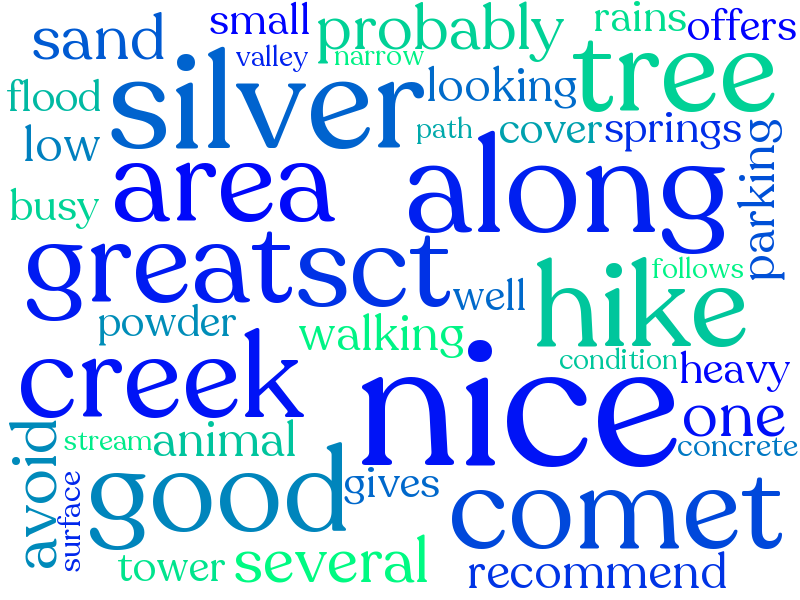 sand
small
probably
rains
offers
valley
narrow
silver
looking
tree
flood
low
path
cover
springs
parking
area
along
busy
great
sct
well
hike
follows
powder
walking
condition
heavy
creek
nice
one
concrete
avoid
stream
animal
surface
good
gives
comet
tower
several
recommend